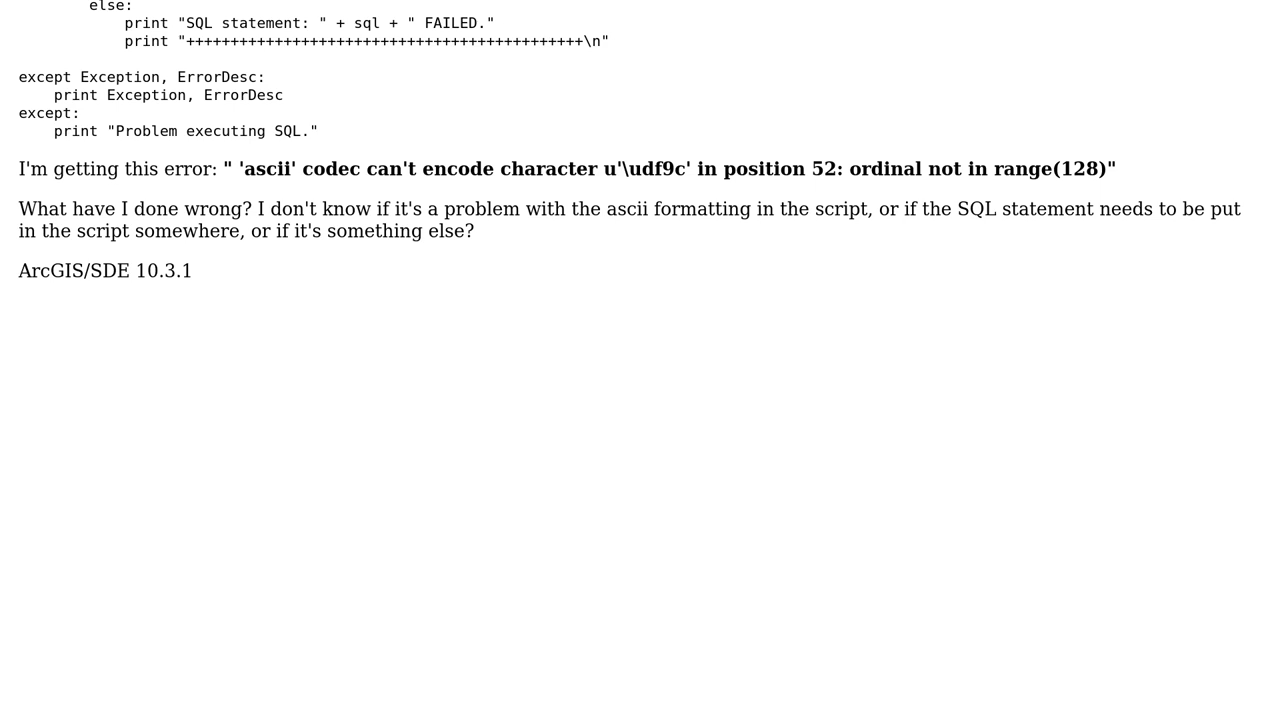 else:
print "SQL statement: " + sql + " FAILED."
print "+++++++++++++++++++++++++++++++++++++++++++++\n"
except Exception, ErrorDesc:
print Exception, ErrorDesc
except:
print "Problem executing SQL."
I'm getting this error: " 'ascii' codec can't encode character u'\udf9c' in position 52: ordinal not in range(128)"
What have I done wrong? I don't know if it's a problem with the ascii formatting in the script, or if the SQL statement needs to be put
in the script somewhere, or if it's something else?
ArcGIS/SDE 10.3.1